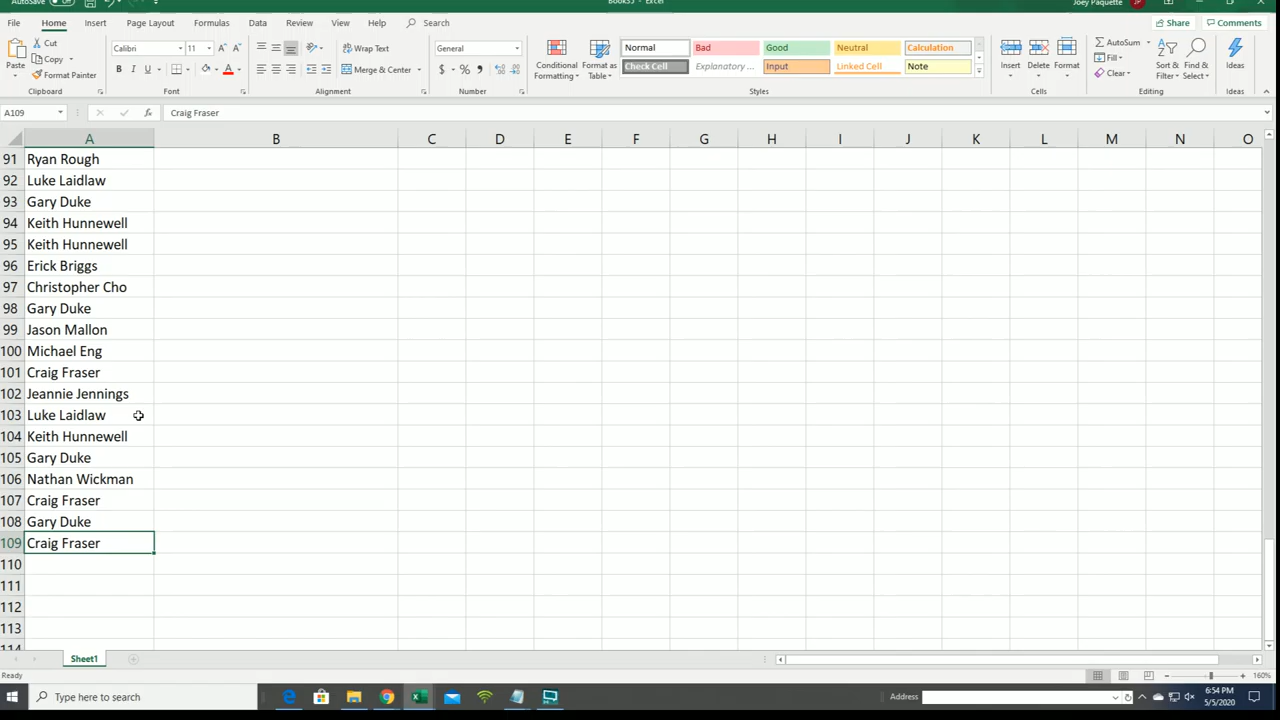 AutoSave Off
Book35 - Excel
Joey Paquette JP
File Home Insert Page Layout Formulas Data Review View Help Search
Share Comments
Paste
Cut
Copy
Format Painter
Clipboard
Calibri 11
B I U
Font
Wrap Text
Merge & Center
Alignment
General
$ % ,
Number
Conditional Formatting
Format as Table
Normal Bad Good Neutral Calculation
Check Cell Explanatory ... Input Linked Cell Note
Styles
Insert Delete Format
Cells
AutoSum
Fill
Clear
Sort & Filter
Find & Select
Editing
Ideas
Ideas
A109 fx Craig Fraser
A B C D E F G H I J K L M N O
91 Ryan Rough
92 Luke Laidlaw
93 Gary Duke
94 Keith Hunnewell
95 Keith Hunnewell
96 Erick Briggs
97 Christopher Cho
98 Gary Duke
99 Jason Mallon
100 Michael Eng
101 Craig Fraser
102 Jeannie Jennings
103 Luke Laidlaw
104 Keith Hunnewell
105 Gary Duke
106 Nathan Wickman
107 Craig Fraser
108 Gary Duke
109 Craig Fraser
110
111
112
113
114
Sheet1
Ready
160%
Type here to search
Address
6:54 PM
5/5/2020